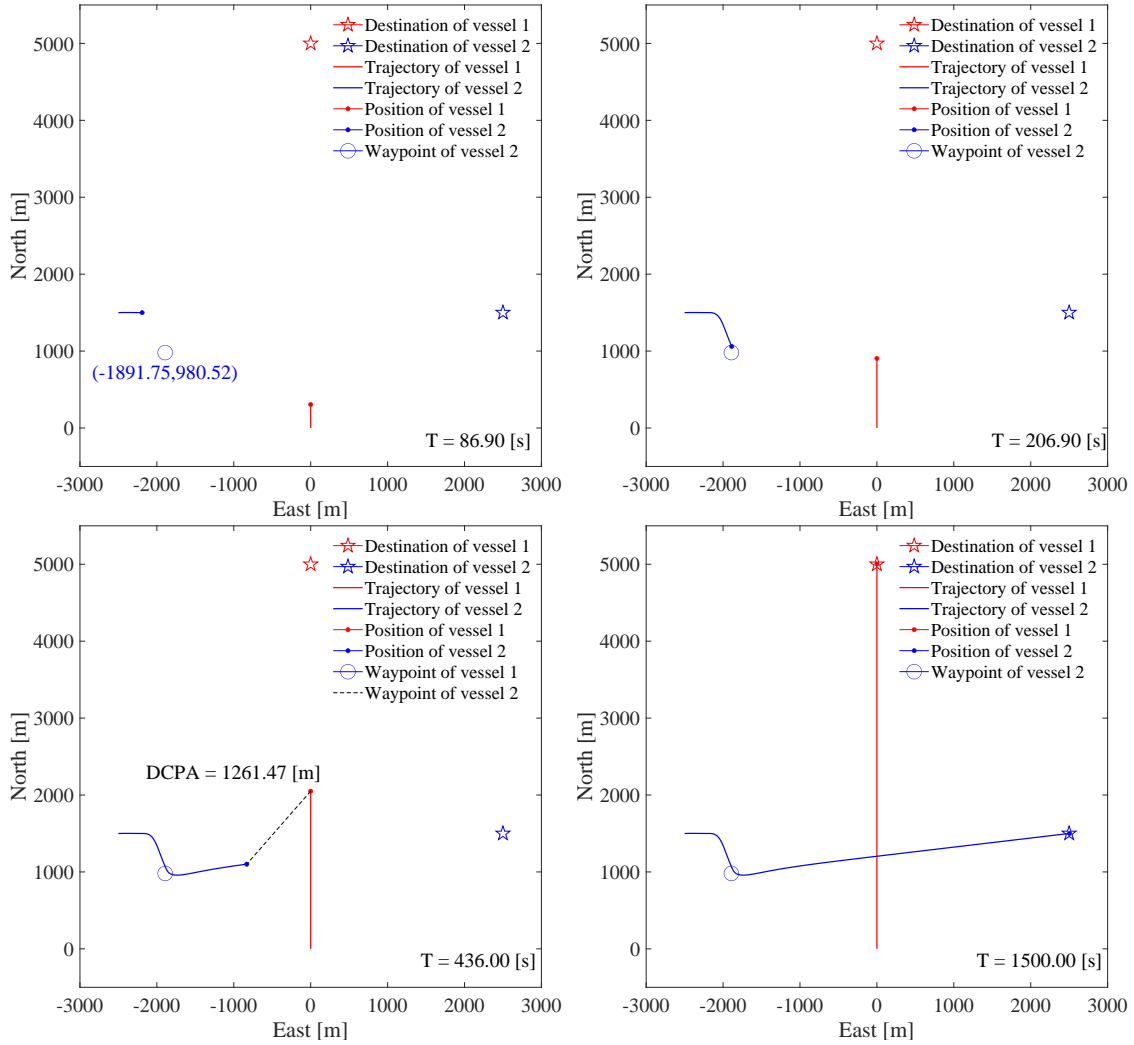 Destination of vessel 1
Destination of vessel 2
Trajectory of vessel 1
Trajectory of vessel 2
Position of vessel 1
Position of vessel 2
Waypoint of vessel 2
5000
4000
3000
2000
1000
0
North [m]
(-1891.75,980.52)
T = 86.90 [s]
-3000 -2000 -1000 0 1000 2000 3000
East [m]
Destination of vessel 1
Destination of vessel 2
Trajectory of vessel 1
Trajectory of vessel 2
Position of vessel 1
Position of vessel 2
Waypoint of vessel 2
5000
4000
3000
2000
1000
0
North [m]
T = 206.90 [s]
-3000 -2000 -1000 0 1000 2000 3000
East [m]
Destination of vessel 1
Destination of vessel 2
Trajectory of vessel 1
Trajectory of vessel 2
Position of vessel 1
Position of vessel 2
Waypoint of vessel 1
Waypoint of vessel 2
5000
4000
3000
2000
1000
0
North [m]
DCPA = 1261.47 [m]
T = 436.00 [s]
-3000 -2000 -1000 0 1000 2000 3000
East [m]
Destination of vessel 1
Destination of vessel 2
Trajectory of vessel 1
Trajectory of vessel 2
Position of vessel 1
Position of vessel 2
Waypoint of vessel 2
5000
4000
3000
2000
1000
0
North [m]
T = 1500.00 [s]
-3000 -2000 -1000 0 1000 2000 3000
East [m]